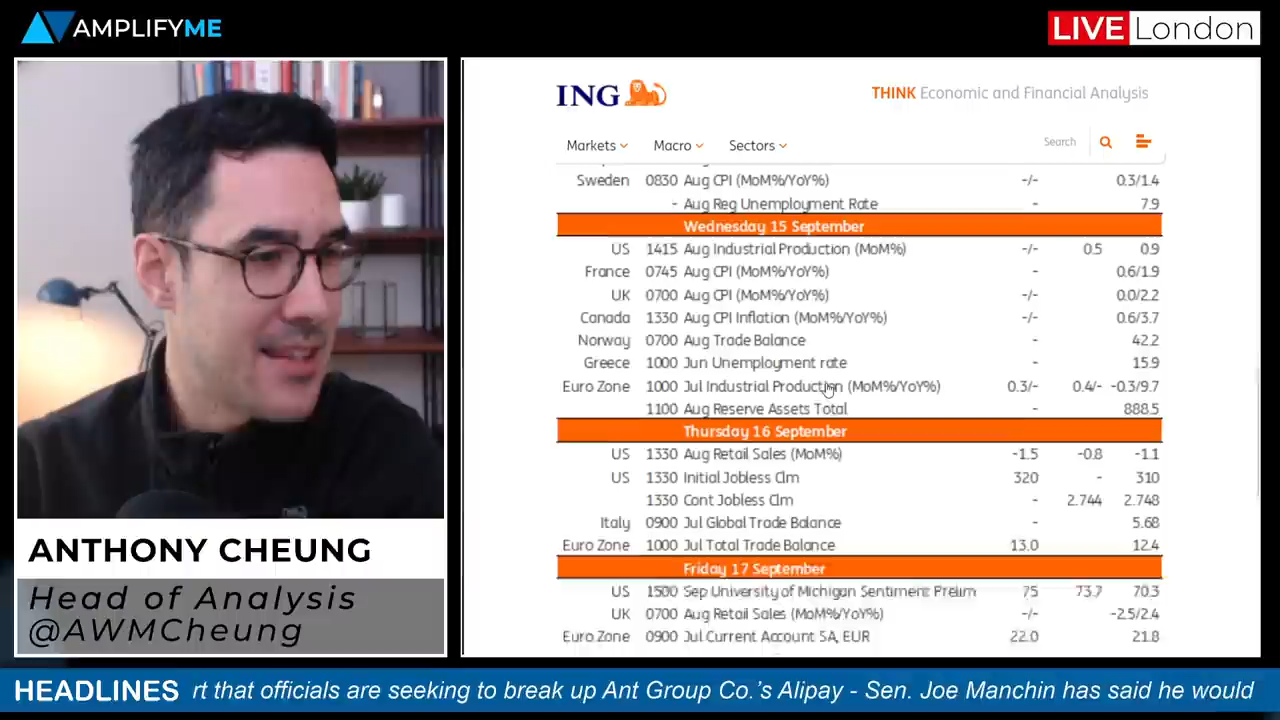 AMPLIFYME
LIVE London
ING
THINK Economic and Financial Analysis
Markets Macro Sectors Search
Sweden 0830 Aug CPI (MoM%/YoY%) -/- 0.3/1.4
- Aug Reg Unemployment Rate - 7.9
Wednesday 15 September
US 1415 Aug Industrial Production (MoM%) -/- 0.5 0.9
France 0745 Aug CPI (MoM%/YoY%) - 0.6/1.9
UK 0700 Aug CPI (MoM%/YoY%) -/- 0.0/2.2
Canada 1330 Aug CPI Inflation (MoM%/YoY%) -/- 0.6/3.7
Norway 0700 Aug Trade Balance - 42.2
Greece 1000 Jun Unemployment rate - 15.9
Euro Zone 1000 Jul Industrial Production (MoM%/YoY%) 0.3/- 0.4/- -0.3/9.7
1100 Aug Reserve Assets Total - 888.5
Thursday 16 September
US 1330 Aug Retail Sales (MoM%) -1.5 -0.8 -1.1
US 1330 Initial Jobless Clm 320 - 310
1330 Cont Jobless Clm - 2.744 2.748
Italy 0900 Jul Global Trade Balance - 5.68
Euro Zone 1000 Jul Total Trade Balance 13.0 12.4
Friday 17 September
US 1500 Sep University of Michigan Sentiment Prelim 75 73.7 70.3
UK 0700 Aug Retail Sales (MoM%/YoY%) -/- -2.5/2.4
Euro Zone 0900 Jul Current Account SA, EUR 22.0 21.8
ANTHONY CHEUNG
Head of Analysis
@AWMCheung
HEADLINES rt that officials are seeking to break up Ant Group Co.'s Alipay - Sen. Joe Manchin has said he would